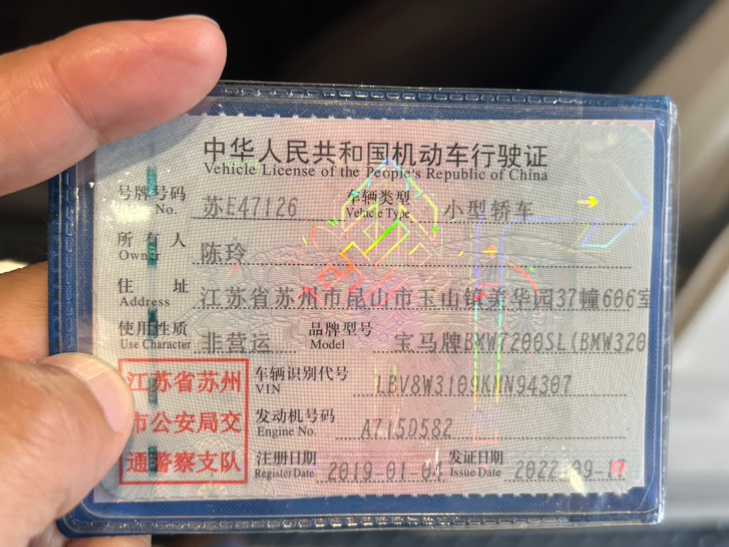 中华人民共和国机动车行驶证
Vehicle License of the People's Republic of China
号牌号码 No. 苏E47126 车辆类型 Vehicle Type 小型轿车
所有人 Owner 陈玲
住址 Address 江苏省苏州市昆山市玉山镇美华园37幢606室
使用性质 Use Character 非营运 品牌型号 Model 宝马牌BMW7200SL(BMW320
江苏省苏州
市公安局交
通警察支队
车辆识别代号 VIN
发动机号码 Engine No. A715D582
注册日期 Register Date 2019-01-04 发证日期 Issue Date 2022-09-17